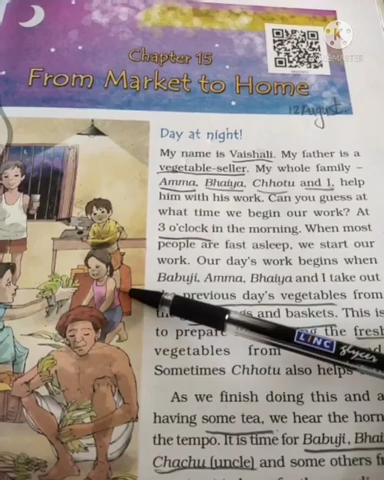 Chapter 15
From Market to Home
12 August
Day at night!
My name is Vaishali. My father is a
vegetable-seller. My whole family –
Amma, Bhaiya, Chhotu and I, help
him with his work. Can you guess at
what time we begin our work? At
3 o'clock in the morning. When most
people are fast asleep, we start our
work. Our day's work begins when
Babuji, Amma, Bhaiya and I take out
previous day's vegetables from
and baskets. This is
to prepare the fresh
vegetables from
Sometimes Chhotu also helps
LINC glycer
As we finish doing this and a
having some tea, we hear the horn
the tempo. It is time for Babuji, Bhai
Chachu (uncle) and some others f